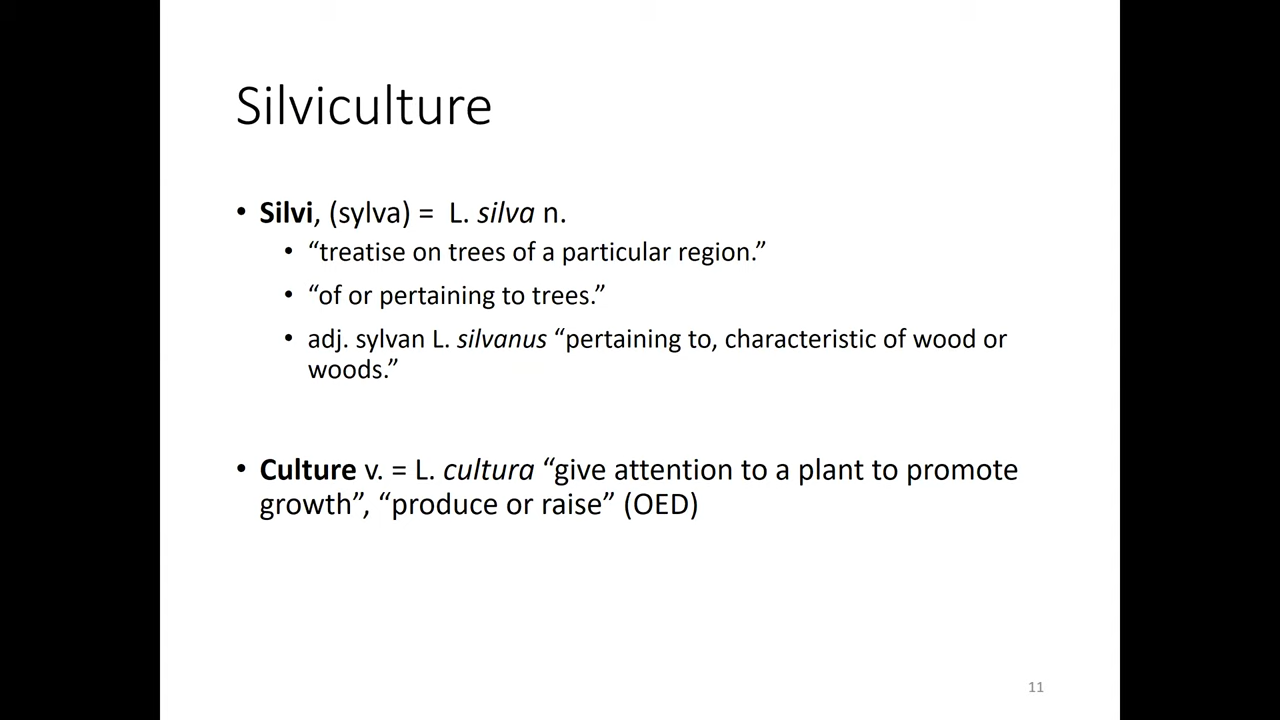 Silviculture
• Silvi, (sylva) = L. silva n.
• “treatise on trees of a particular region.”
• “of or pertaining to trees.”
• adj. sylvan L. silvanus “pertaining to, characteristic of wood or
woods.”
• Culture v. = L. cultura “give attention to a plant to promote
growth”, “produce or raise” (OED)
11